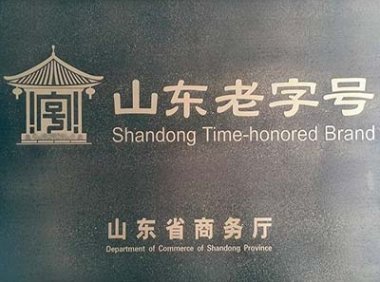 字号
山东老字号
Shandong Time-honored Brand
山东省商务厅
Department of Commerce of Shandong Province